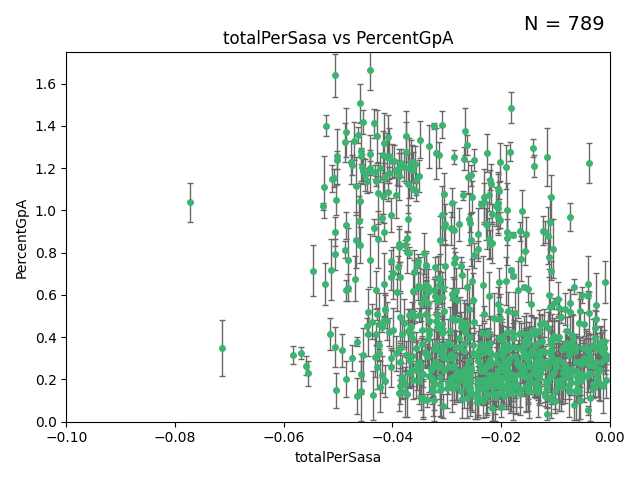 N = 789
totalPerSasa vs PercentGpA
PercentGpA
1.6
1.4
1.2
1.0
0.8
0.6
0.4
0.2
0.0
−0.10 −0.08 −0.06 −0.04 −0.02 0.00
totalPerSasa